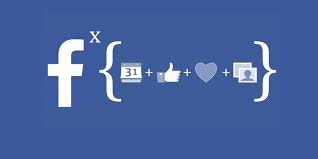 f x { 31 + + + }